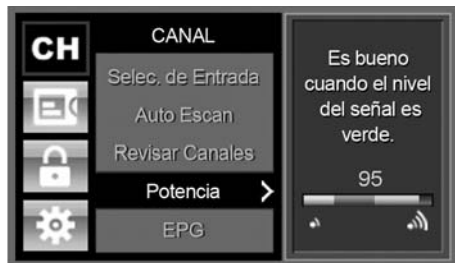 CH
CANAL
Selec. de Entrada
Auto Escan
Revisar Canales
Potencia
EPG
Es bueno
cuando el nivel
del señal es
verde.
95